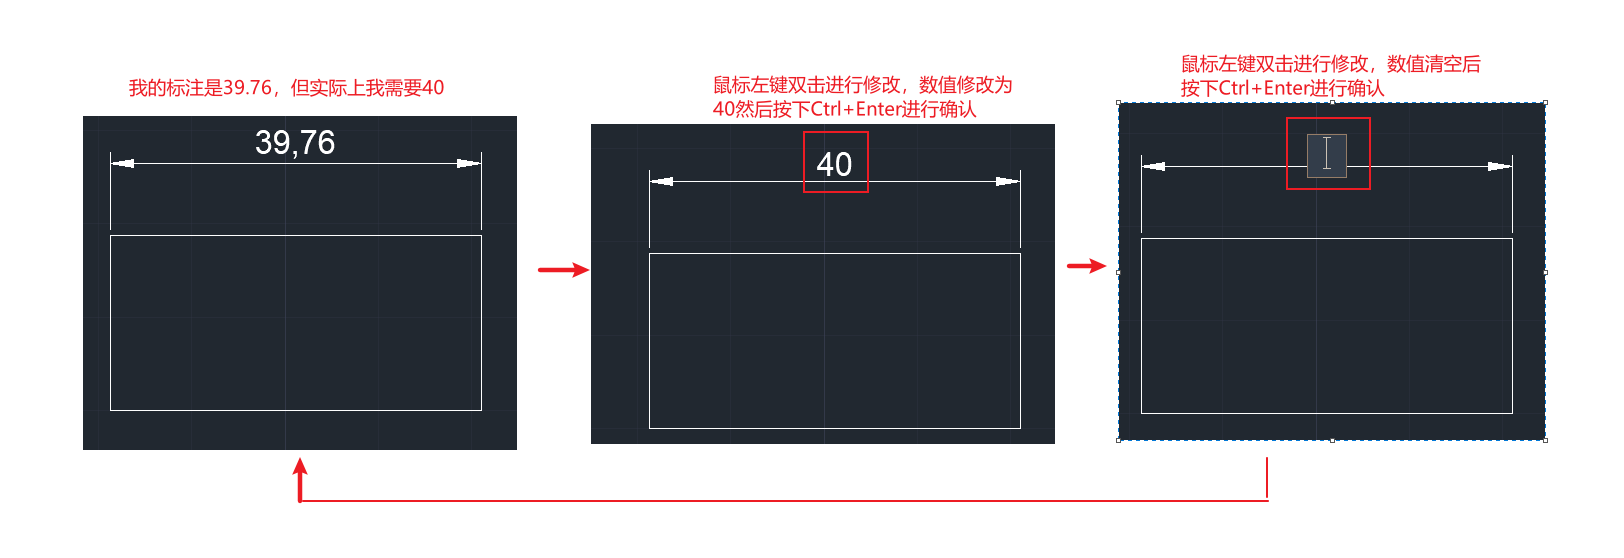 我的标注是39.76，但实际上我需要40
39,76
鼠标左键双击进行修改，数值修改为
40然后按下Ctrl+Enter进行确认
40
鼠标左键双击进行修改，数值清空后
按下Ctrl+Enter进行确认